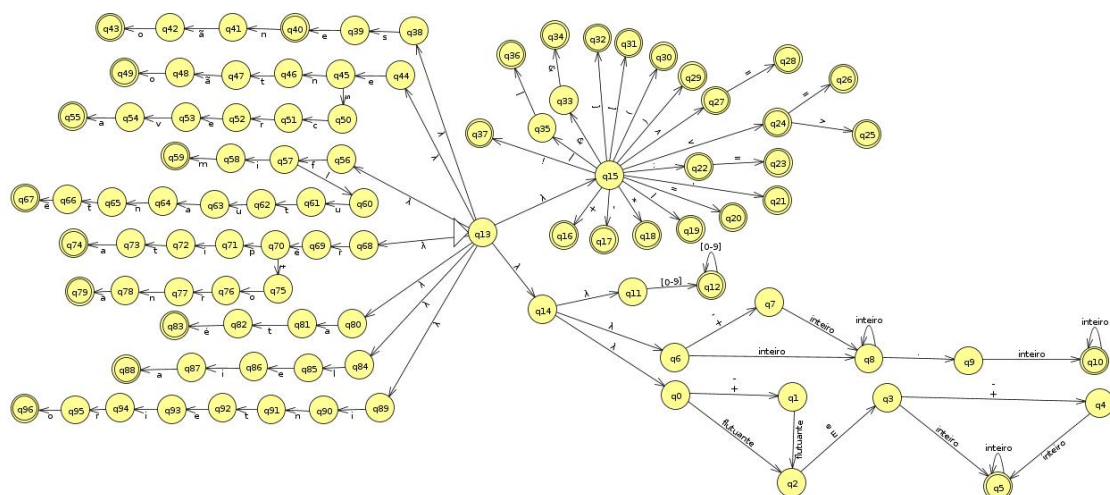 q43 o q42 ã q41 n q40 e q39 s q38
q49 o q48 ã q47 t q46 n q45 e q44
s
q55 a q54 v q53 e q52 r q51 c q50
q59 m q58 i q57 f q56
l
q67 é q66 t q65 n q64 a q63 u q62 t q61 u q60
q74 a q73 t q72 i q71 p q70 e q69 r q68
t
q79 a q78 n q77 r q76 o q75
q83 é q82 t q81 a q80
q88 a q87 i q86 e q85 l q84
q96 o q95 r q94 i q93 e q92 t q91 n q90 i q89
λ λ λ λ λ λ λ
q13
λ
λ
q15
q34
q32
q31
q30
q29
q28
=
q27
q36
&
q33
|
q35
&
|
q37
!
]
[
)
(
>
<
q24
=
q26
>
q25
q22
=
q23
q21
q20
q19
q18
q17
q16
q14
λ
q11
[0-9]
q12
[0-9]
λ
λ
q6
-
+
q7
inteiro
inteiro
q8
inteiro
.
q9
inteiro
q10
inteiro
q0
-
+
q1
flutuante
flutuante
q2
E e
q3
-
+
q4
inteiro
inteiro
q5
inteiro